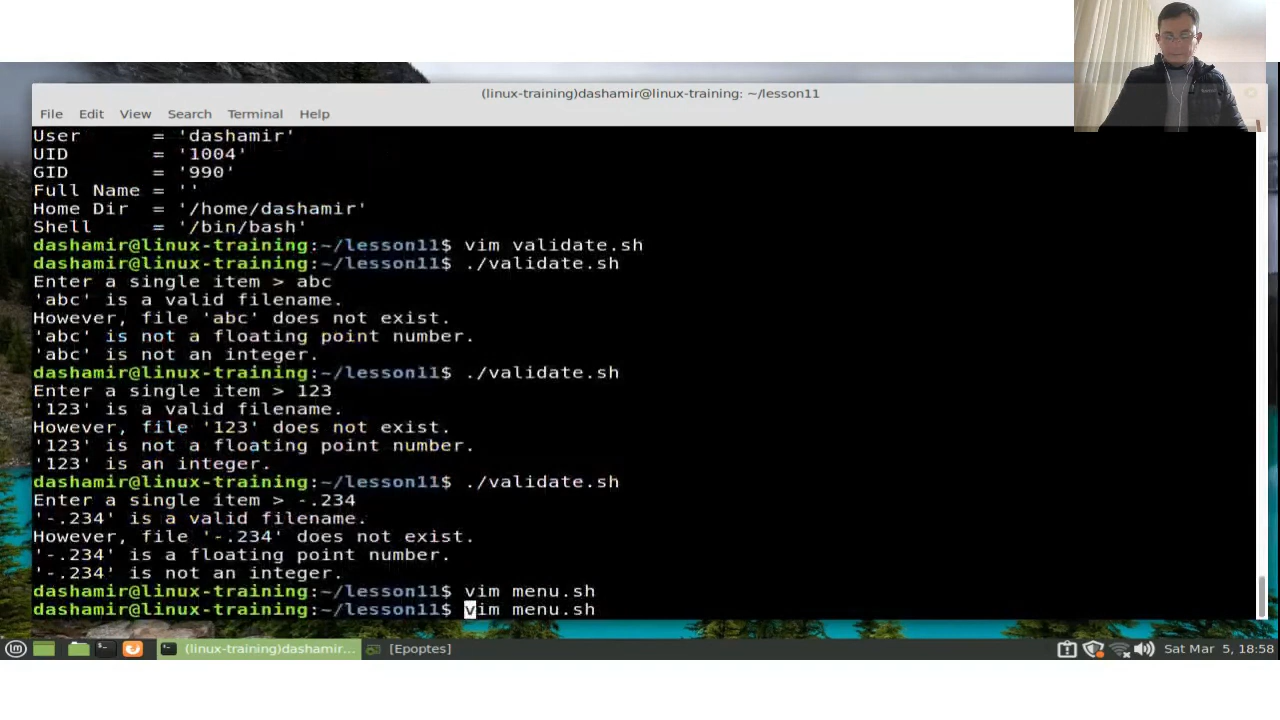 (linux-training)dashamir@linux-training: ~/lesson11
File Edit View Search Terminal Help
User = 'dashamir'
UID = '1004'
GID = '990'
Full Name = ''
Home Dir = '/home/dashamir'
Shell = '/bin/bash'
dashamir@linux-training:~/lesson11$ vim validate.sh
dashamir@linux-training:~/lesson11$ ./validate.sh
Enter a single item > abc
'abc' is a valid filename.
However, file 'abc' does not exist.
'abc' is not a floating point number.
'abc' is not an integer.
dashamir@linux-training:~/lesson11$ ./validate.sh
Enter a single item > 123
'123' is a valid filename.
However, file '123' does not exist.
'123' is not a floating point number.
'123' is an integer.
dashamir@linux-training:~/lesson11$ ./validate.sh
Enter a single item > -.234
'-.234' is a valid filename.
However, file '-.234' does not exist.
'-.234' is a floating point number.
'-.234' is not an integer.
dashamir@linux-training:~/lesson11$ vim menu.sh
dashamir@linux-training:~/lesson11$ vim menu.sh
(linux-training)dashamir... [Epoptes] Sat Mar 5, 18:58